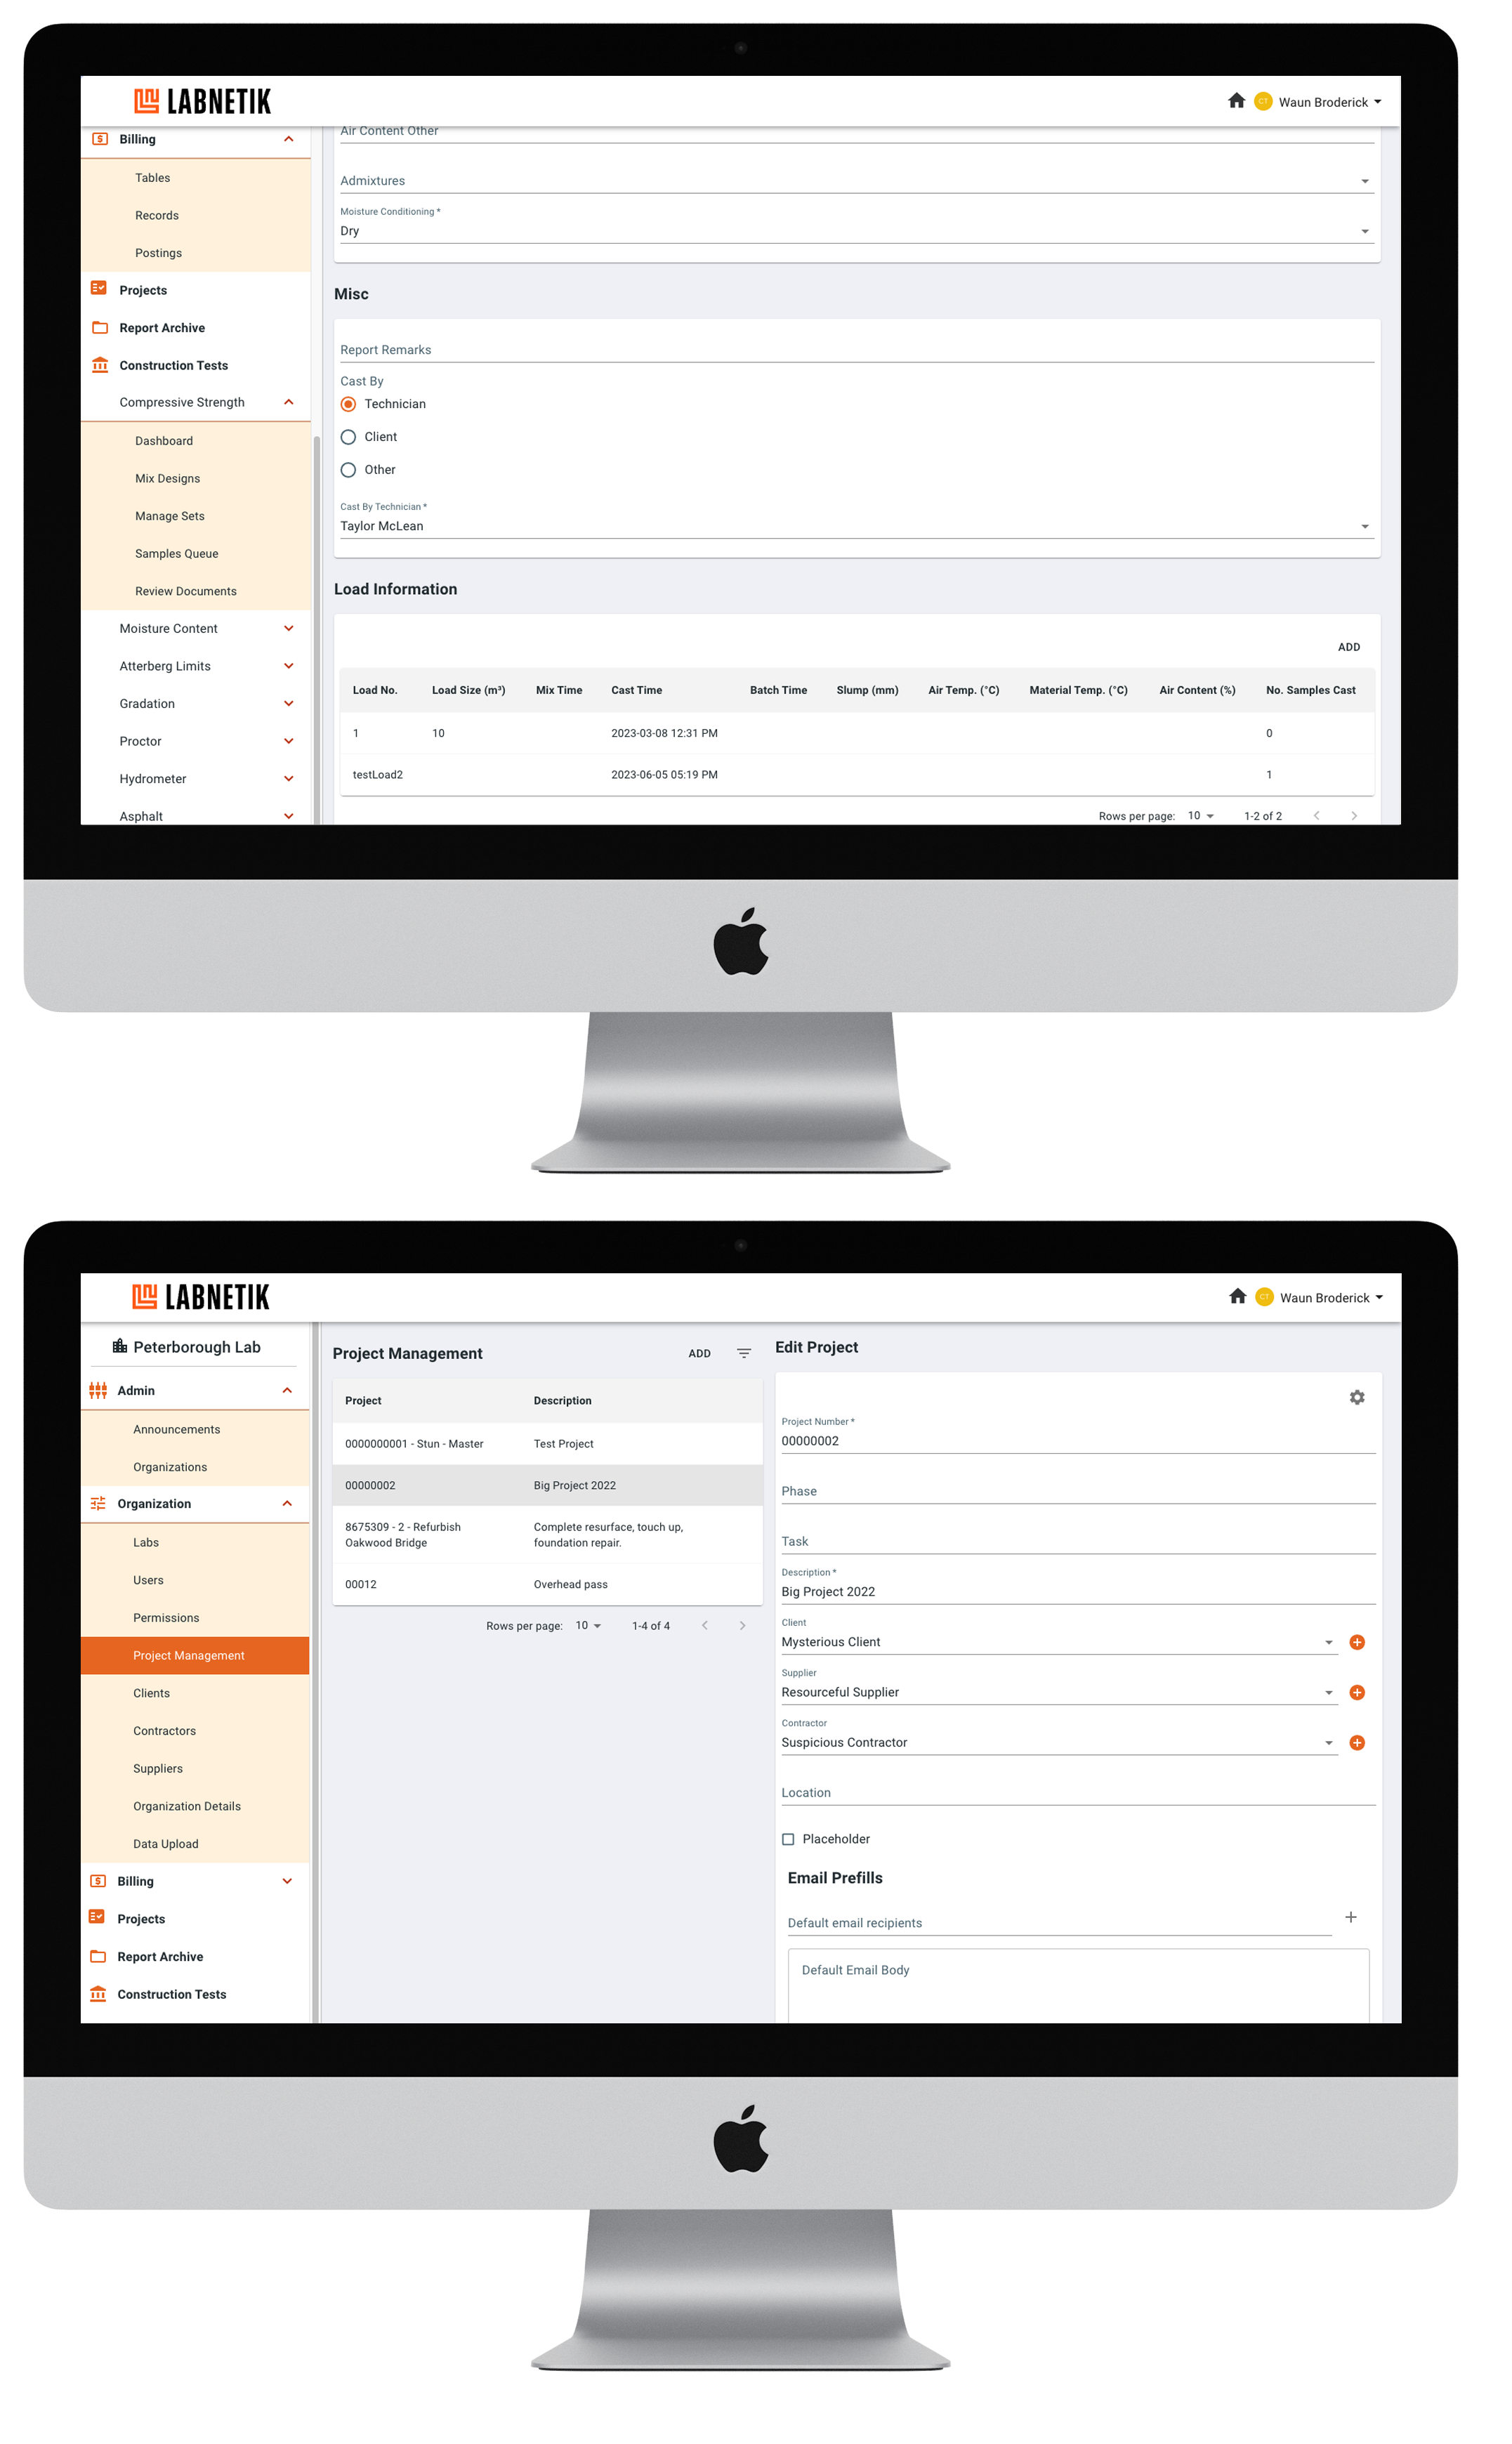 LABNETIK
Waun Broderick
Billing
Tables
Records
Postings
Projects
Report Archive
Construction Tests
Compressive Strength
Dashboard
Mix Designs
Manage Sets
Samples Queue
Review Documents
Moisture Content
Atterberg Limits
Gradation
Proctor
Hydrometer
Asphalt
Air Content Other
Admixtures
Moisture Conditioning *
Dry
Misc
Report Remarks
Cast By
Technician
Client
Other
Cast By Technician *
Taylor McLean
Load Information
ADD
Load No. Load Size (m³) Mix Time Cast Time Batch Time Slump (mm) Air Temp. (°C) Material Temp. (°C) Air Content (%) No. Samples Cast
1 10 2023-03-08 12:31 PM 0
testLoad2 2023-06-05 05:19 PM 1
Rows per page: 10 1-2 of 2
LABNETIK
CT Waun Broderick
Peterborough Lab
Admin
Announcements
Organizations
Organization
Labs
Users
Permissions
Project Management
Clients
Contractors
Suppliers
Organization Details
Data Upload
Billing
Projects
Report Archive
Construction Tests
Project Management
ADD
Project Description
0000000001 - Stun - Master Test Project
00000002 Big Project 2022
8675309 - 2 - Refurbish Complete resurface, touch up,
Oakwood Bridge foundation repair.
00012 Overhead pass
Rows per page: 10 1-4 of 4
Edit Project
Project Number *
00000002
Phase
Task
Description *
Big Project 2022
Client
Mysterious Client
Supplier
Resourceful Supplier
Contractor
Suspicious Contractor
Location
Placeholder
Email Prefills
Default email recipients
Default Email Body